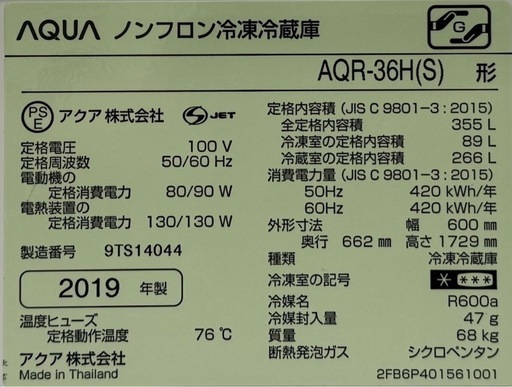 AQUA ノンフロン冷凍冷蔵庫
G
AQR-36H(S) 形
PS
E
アクア株式会社
S JET
定格電圧 100 V
定格周波数 50/60 Hz
電動機の
定格消費電力 80/90 W
電熱装置の
定格消費電力 130/130 W
製造番号 9TS14044
2019 年製
温度ヒューズ
定格動作温度 76℃
アクア株式会社
Made in Thailand
定格内容積 (JIS C 9801-3 : 2015)
全定格内容積 355 L
冷凍室の定格内容積 89 L
冷蔵室の定格内容積 266 L
消費電力量 (JIS C 9801-3 : 2015)
50Hz 420 kWh/年
60Hz 420 kWh/年
外形寸法 幅 600 mm
奥行 662 mm 高さ 1729 mm
種類 冷凍冷蔵庫
冷凍室の記号 * ***
冷媒名 R600a
冷媒封入量 47 g
質量 68 kg
断熱発泡ガス シクロペンタン
2FB6P401561001